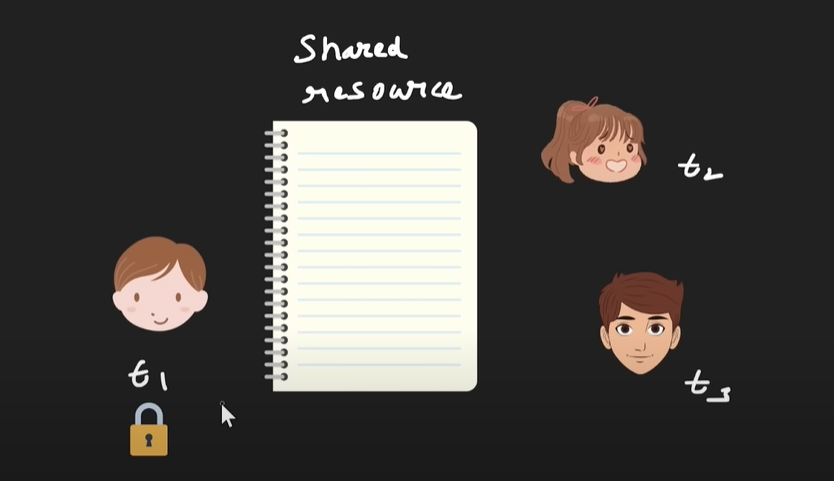 Shared
resource
t2
t1
t3